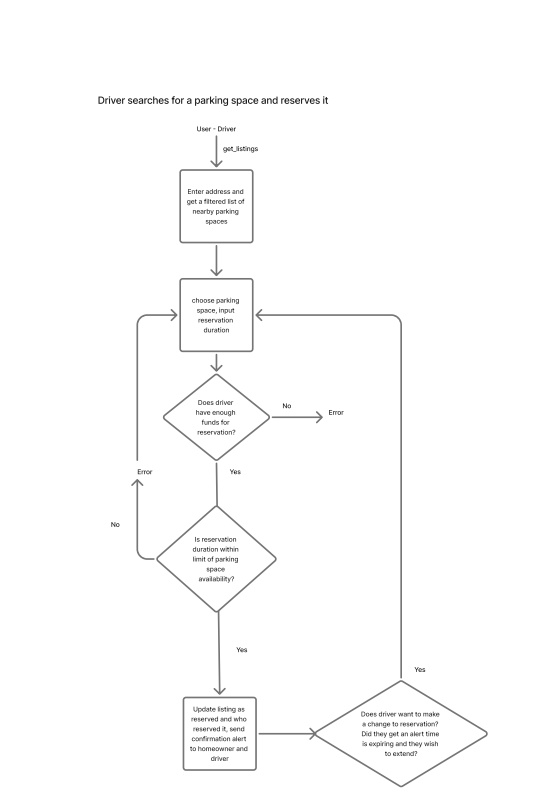 Driver searches for a parking space and reserves it
User - Driver
get_listings
Enter address and
get a filtered list of
nearby parking
spaces
choose parking
space, input
reservation
duration
Does driver
have enough
funds for
reservation?
No
Error
Yes
Error
No
Is reservation
duration within
limit of parking
space
availability?
Yes
Yes
Update listing as
reserved and who
reserved it, send
confirmation alert
to homeowner and
driver
Does driver want to make
a change to reservation?
Did they get an alert time
is expiring and they wish
to extend?